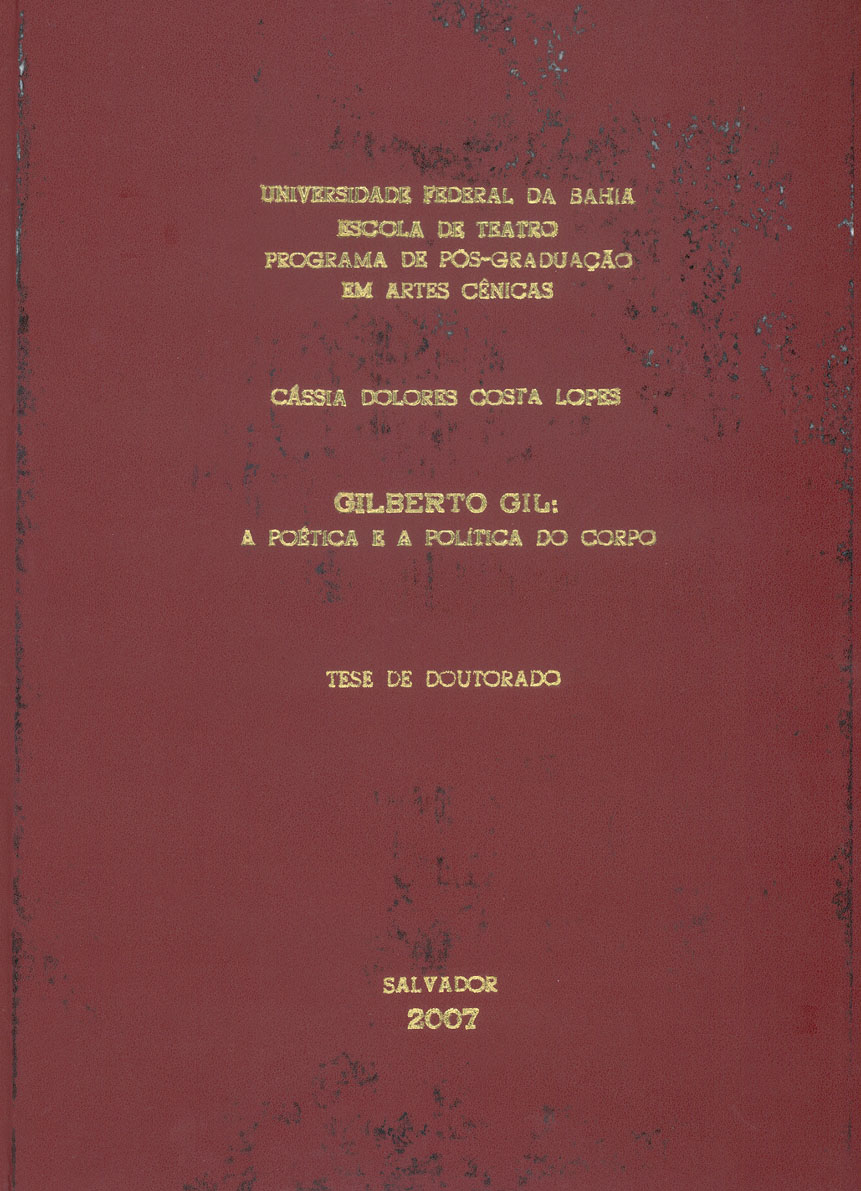 UNIVERSIDADE FEDERAL DA BAHIA
ESCOLA DE TEATRO
PROGRAMA DE PÓS-GRADUAÇÃO
EM ARTES CÊNICAS
CÁSSIA DOLORES COSTA LOPES
GILBERTO GIL:
A POÉTICA E A POLÍTICA DO CORPO
TESE DE DOUTORADO
SALVADOR
2007